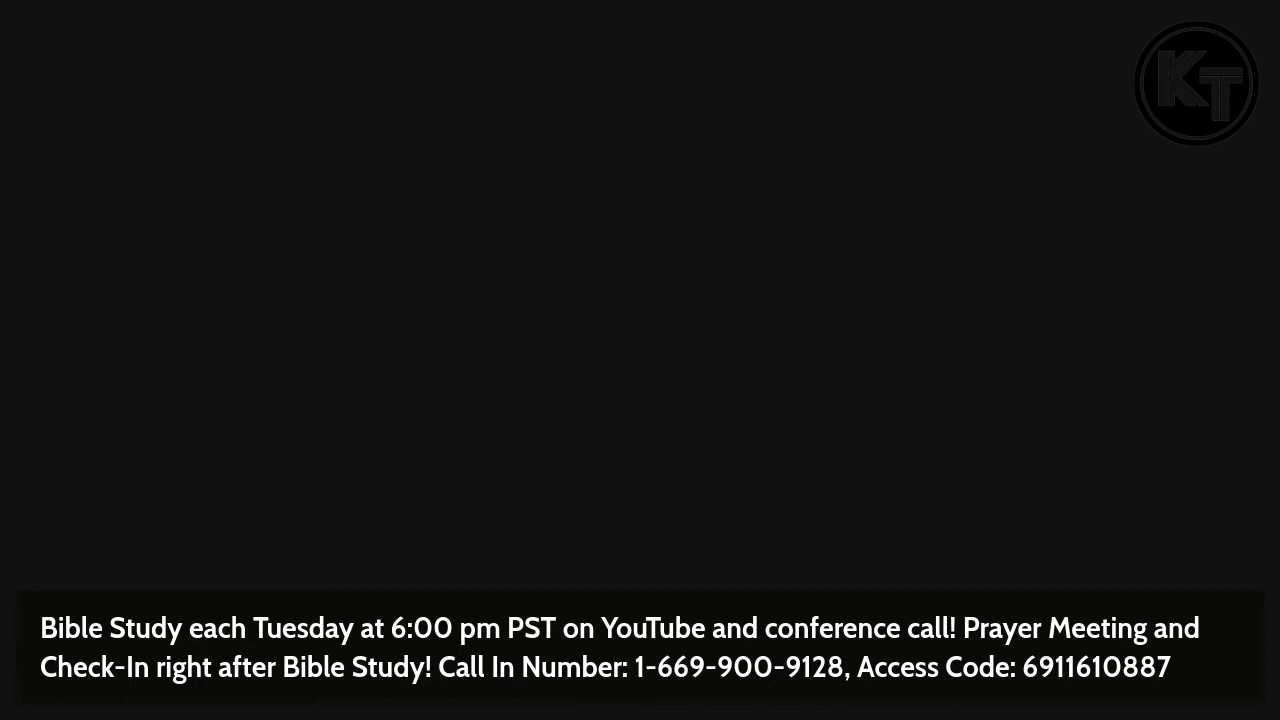 KT
Bible Study each Tuesday at 6:00 pm PST on YouTube and conference call! Prayer Meeting and
Check-In right after Bible Study! Call In Number: 1-669-900-9128, Access Code: 6911610887